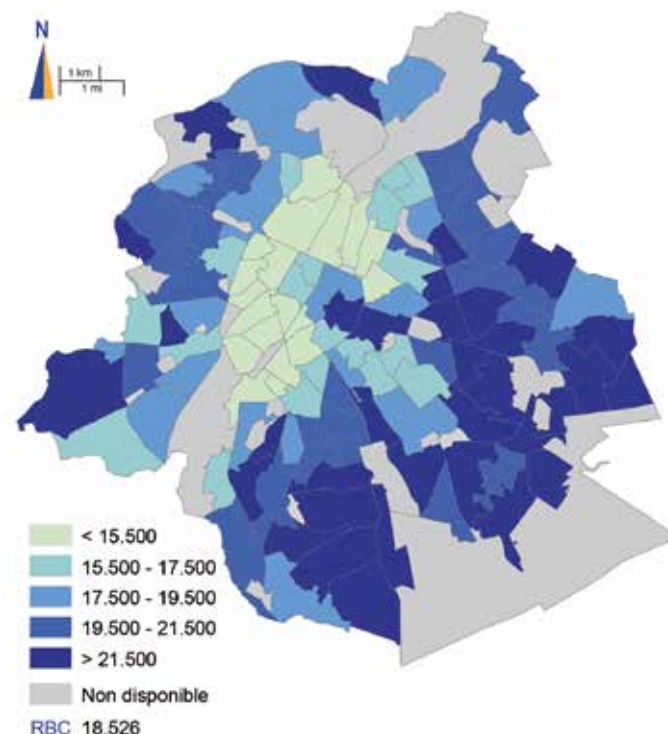 N
1 km
1 mi
< 15.500
15.500 - 17.500
17.500 - 19.500
19.500 - 21.500
> 21.500
Non disponible
RBC 18.526